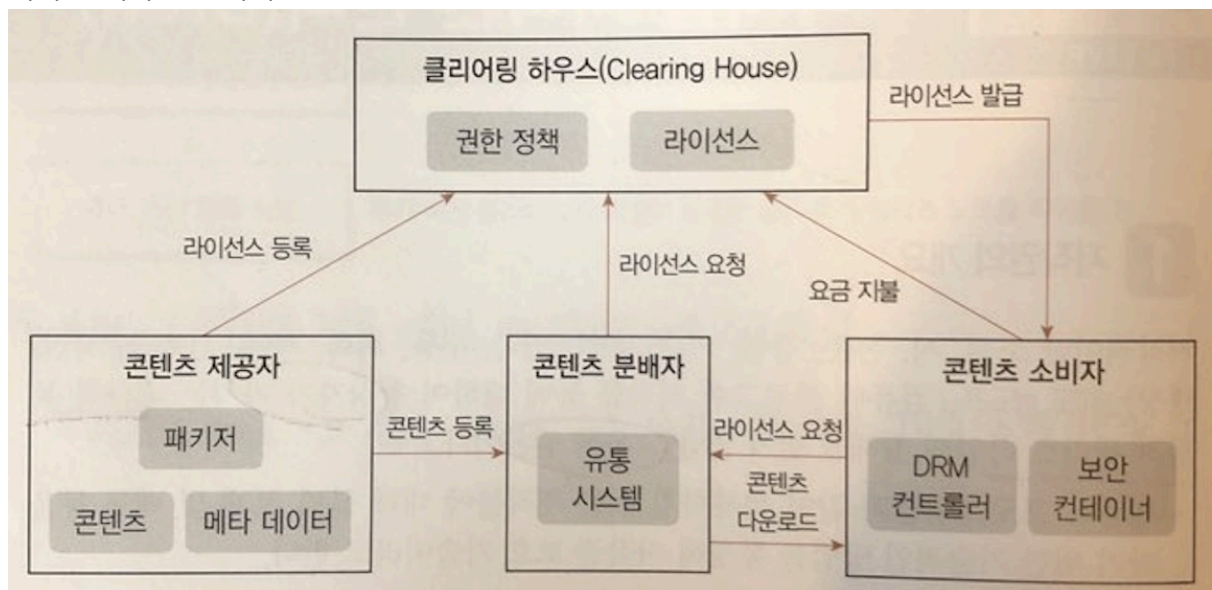 클리어링 하우스(Clearing House)
권한 정책
라이선스
라이선스 발급
라이선스 등록
라이선스 요청
요금 지불
콘텐츠 제공자
패키저
콘텐츠
메타 데이터
콘텐츠 등록
콘텐츠 분배자
유통
시스템
라이선스 요청
콘텐츠
다운로드
콘텐츠 소비자
DRM
컨트롤러
보안
컨테이너